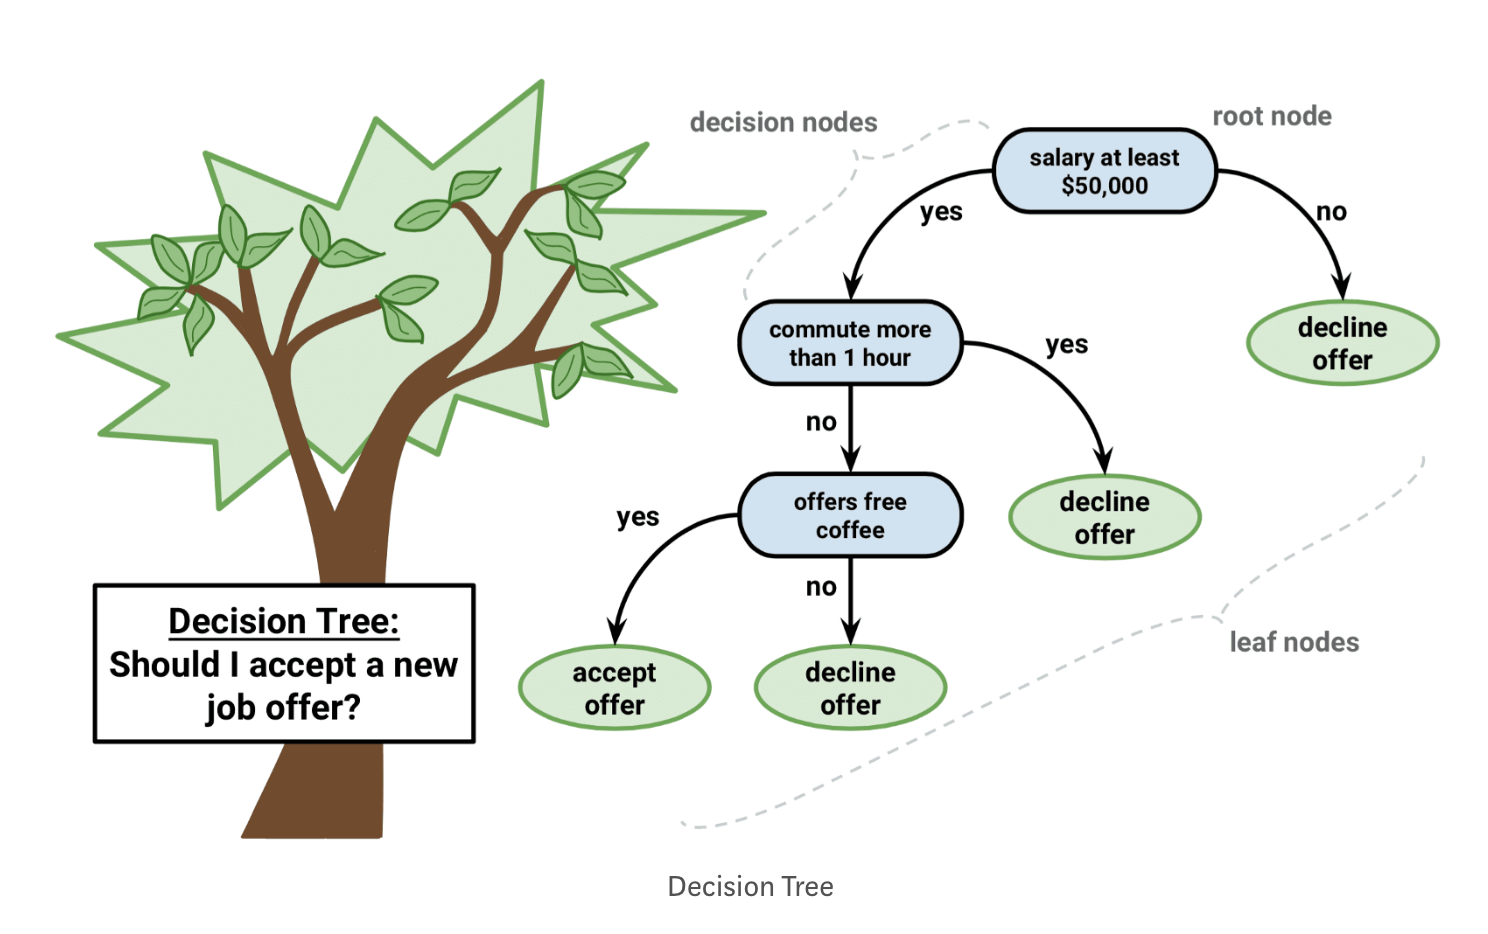 decision nodes
root node
salary at least
$50,000
yes
no
commute more
than 1 hour
yes
decline
offer
no
offers free
coffee
decline
offer
yes
no
accept
offer
decline
offer
leaf nodes
Decision Tree:
Should I accept a new
job offer?
Decision Tree